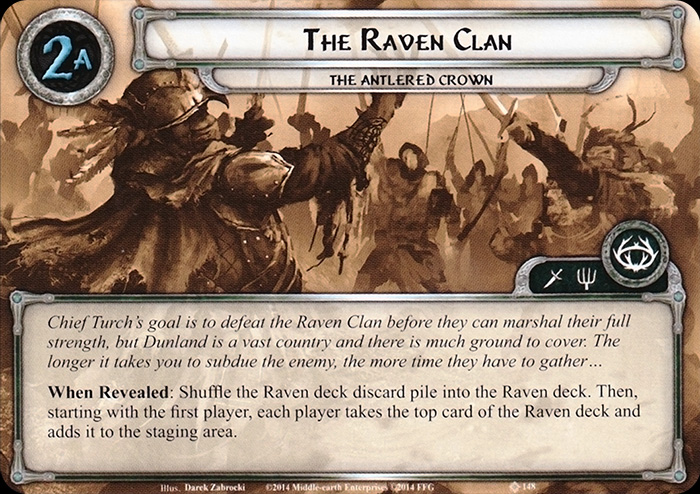 2A
THE RAVEN CLAN
THE ANTLERED CROWN
Chief Turch's goal is to defeat the Raven Clan before they can marshal their full
strength, but Dunland is a vast country and there is much ground to cover. The
longer it takes you to subdue the enemy, the more time they have to gather…
When Revealed: Shuffle the Raven deck discard pile into the Raven deck. Then,
starting with the first player, each player takes the top card of the Raven deck and
adds it to the staging area.
Illus. Darek Zabrocki ©2014 Middle-earth Enterprises ©2014 FFG 148